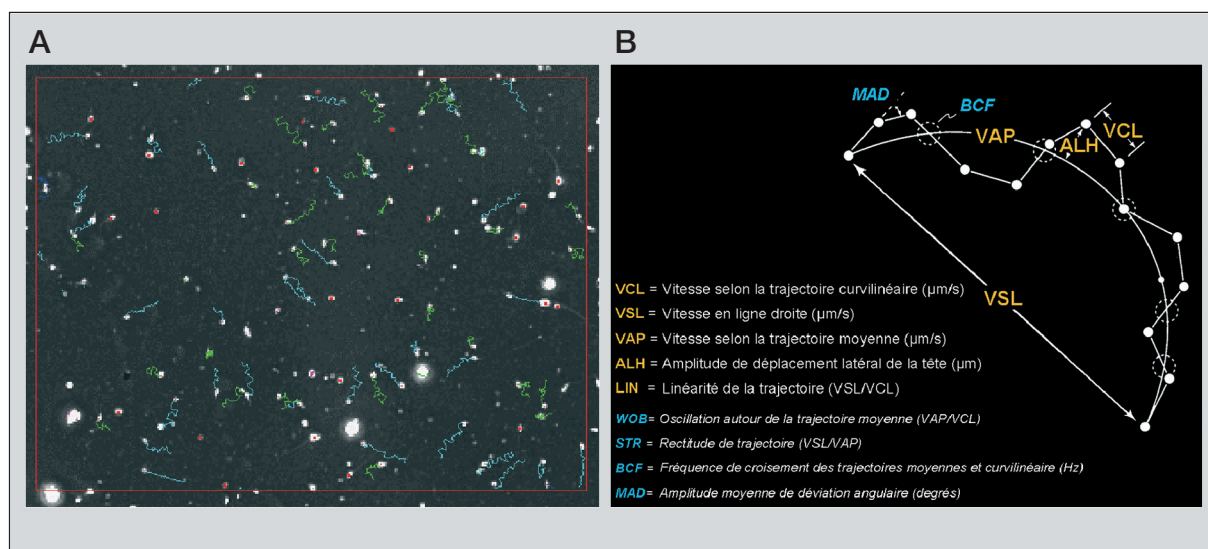 A
B
MAD
BCF
VAP
ALH
VCL
VSL
VCL = Vitesse selon la trajectoire curvilinéaire (µm/s)
VSL = Vitesse en ligne droite (µm/s)
VAP = Vitesse selon la trajectoire moyenne (µm/s)
ALH = Amplitude de déplacement latéral de la tête (µm)
LIN = Linéarité de la trajectoire (VSL/VCL)
WOB= Oscillation autour de la trajectoire moyenne (VAP/VCL)
STR = Rectitude de trajectoire (VSL/VAP)
BCF = Fréquence de croisement des trajectoires moyennes et curvilinéaire (Hz)
MAD= Amplitude moyenne de déviation angulaire (degrés)